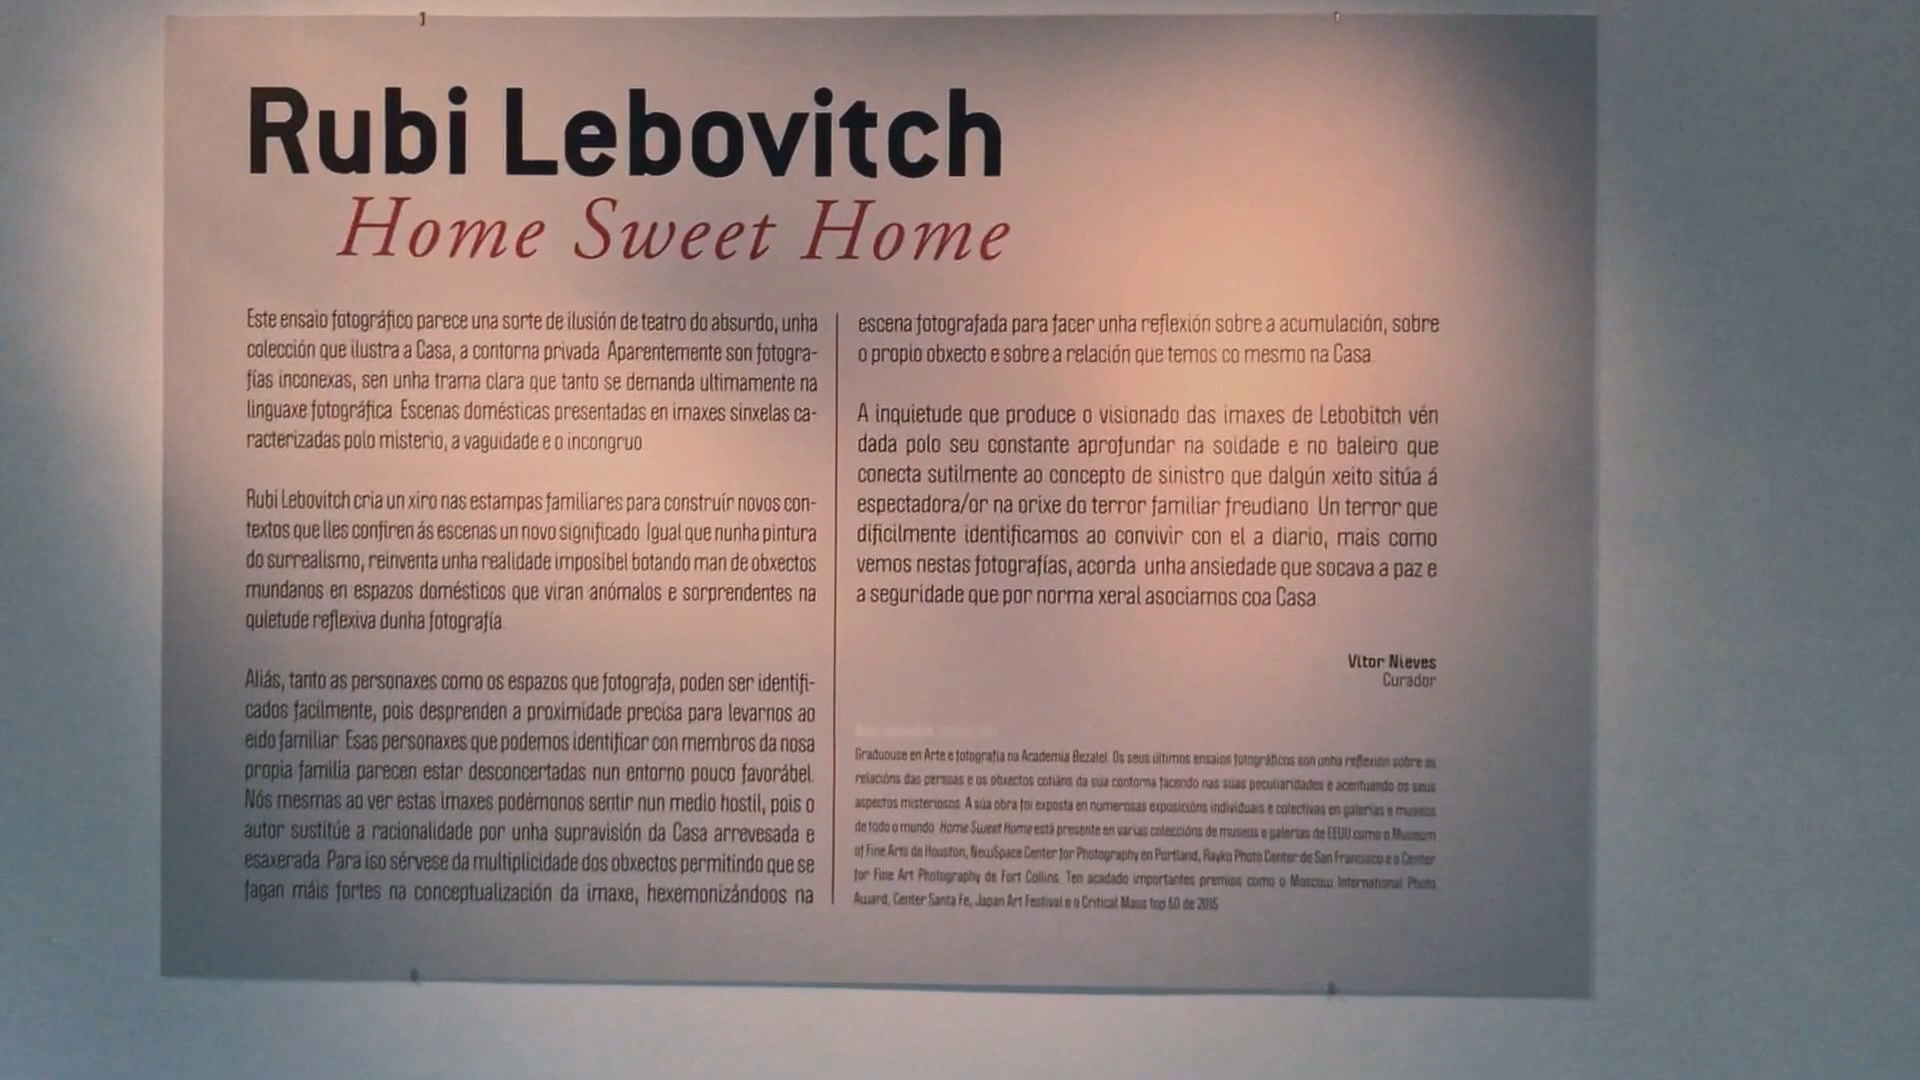 Rubi Lebovitch
Home Sweet Home
Este ensaio fotográfico parece una sorte de ilusión de teatro do absurdo, unha
colección que ilustra a Casa, a contorna privada. Aparentemente son fotogra-
fías inconexas, sen unha trama clara que tanto se demanda ultimamente na
linguaxe fotográfica. Escenas domésticas presentadas en imaxes sinxelas ca-
racterizadas polo misterio, a vaguidade e o incongruo.
Rubi Lebovitch cria un xiro nas estampas familiares para construír novos con-
textos que lles confiren ás escenas un novo significado. Igual que nunha pintura
do surrealismo, reinventa unha realidade imposíbel botando man de obxectos
mundanos en espazos domésticos que viran anómalos e sorprendentes na
quietude reflexiva dunha fotografía.
Aliás, tanto as personaxes como os espazos que fotografa, poden ser identifi-
cados facilmente, pois desprenden a proximidade precisa para levarnos ao
eido familiar. Esas personaxes que podemos identificar con membros da nosa
propia familia parecen estar desconcertadas nun entorno pouco favorábel.
Nós mesmas ao ver estas imaxes podémonos sentir nun medio hostil, pois o
autor sustitúe a racionalidade por unha supravisión da Casa arrevesada e
esaxerada. Para iso sérvese da multiplicidade dos obxectos permitindo que se
fagan máis fortes na conceptualización da imaxe, hexemonizándoos na
escena fotografada para facer unha reflexión sobre a acumulación, sobre
o propio obxecto e sobre a relación que temos co mesmo na Casa.
A inquietude que produce o visionado das imaxes de Lebobitch vén
dada polo seu constante aprofundar na soidade e no baleiro que
conecta sutilmente ao concepto de sinistro que dalgún xeito sitúa á
espectadora/or na orixe do terror familiar freudiano. Un terror que
dificilmente identificamos ao convivir con el a diario, mais como
vemos nestas fotografías, acorda unha ansiedade que socava a paz e
a seguridade que por norma xeral asociamos coa Casa.
Vítor Nieves
Curador
Graduouse en Arte e fotografía na Academia Bezalel. Os seus últimos ensaios fotográficos son unha reflexión sobre as
relacións das persoas e os obxectos cotiáns da súa contorna facendo nas súas peculiaridades e acentuando os seus
aspectos misteriosos. A súa obra foi exposta en numerosas exposicións individuais e colectivas en galerías e museos
de todo o mundo. Home Sweet Home está presente en varias coleccións de museos e galerías de EEUU como o Museum
of Fine Arts de Houston, NewSpace Center for Photography en Portland, Rayko Photo Center de San Francisco e o Center
for Fine Art Photography de Fort Collins. Ten acadado importantes premios como o Moscow International Photo
Award, Center Santa Fe, Japan Art Festival e o Critical Mass top 50 de 2015.